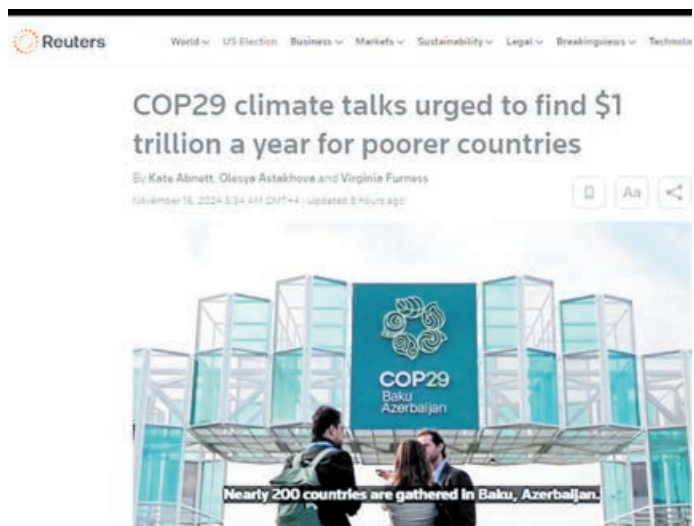 Reuters
World US Election Business Markets Sustainability Legal Breakingviews Technolo
COP29 climate talks urged to find $1
trillion a year for poorer countries
By Kate Abnett, Olesya Astakhova and Virginia Furness
November 16, 2024 3:34 AM GMT+4 · Updated 8 hours ago
Aa
COP29
Baku
Azerbaijan
Nearly 200 countries are gathered in Baku, Azerbaijan.